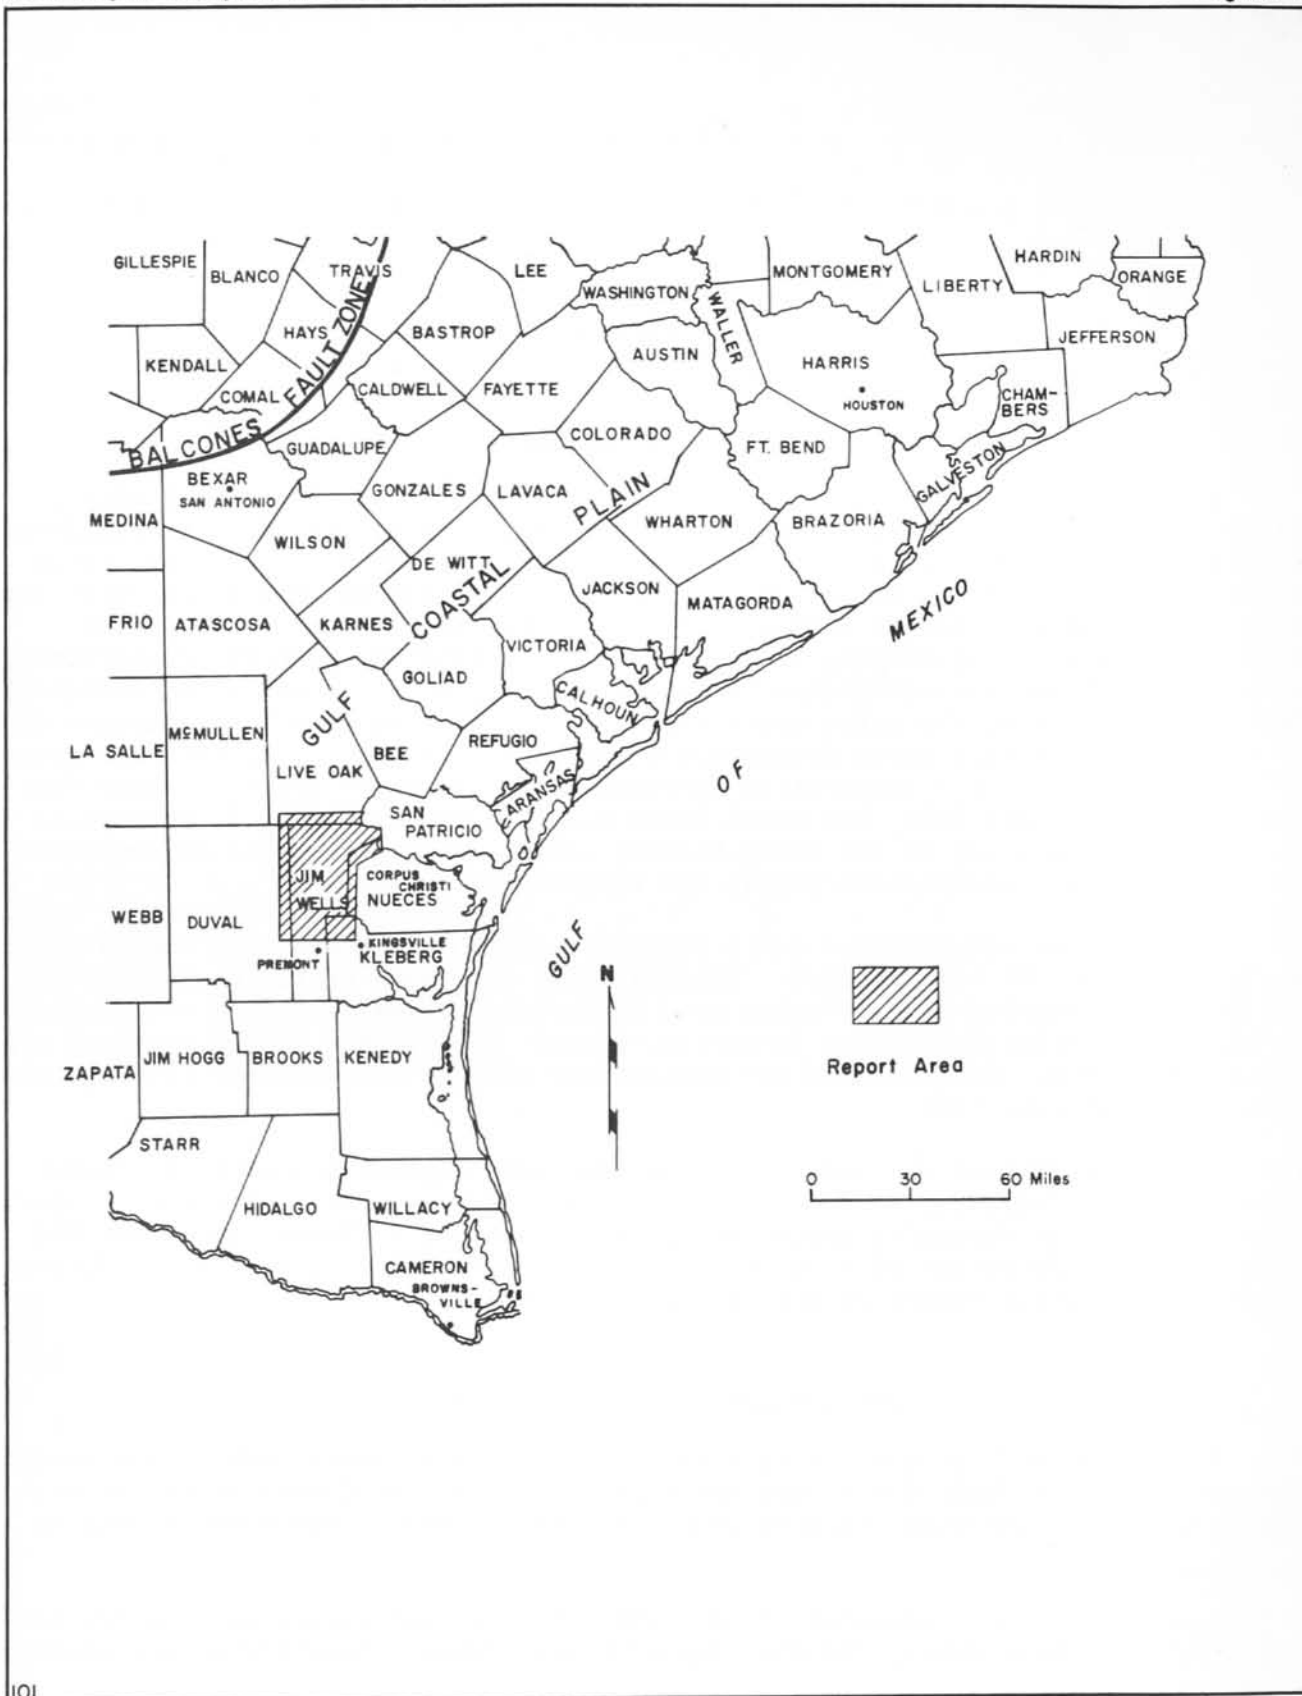 GILLESPIE
BLANCO
TRAVIS
LEE
WASHINGTON
WALLER
MONTGOMERY
LIBERTY
HARDIN
ORANGE
KENDALL
HAYS
BASTROP
AUSTIN
HARRIS
HOUSTON
JEFFERSON
CHAM-
BERS
COMAL
CALDWELL
FAYETTE
BALCONES FAULT ZONE
GUADALUPE
COLORADO
FT. BEND
GALVESTON
BEXAR
SAN ANTONIO
GONZALES
LAVACA
MEDINA
WILSON
WHARTON
BRAZORIA
DE WITT
JACKSON
MATAGORDA
FRIO
ATASCOSA
KARNES
GULF COASTAL PLAIN
VICTORIA
GOLIAD
CALHOUN
LA SALLE
McMULLEN
LIVE OAK
BEE
REFUGIO
ARANSAS
SAN
PATRICIO
JIM
WELLS
CORPUS
CHRISTI
NUECES
WEBB
DUVAL
KINGSVILLE
KLEBERG
PREMONT
GULF OF MEXICO
N
ZAPATA
JIM HOGG
BROOKS
KENEDY
Report Area
STARR
HIDALGO
WILLACY
0 30 60 Miles
CAMERON
BROWNS-
VILLE
101